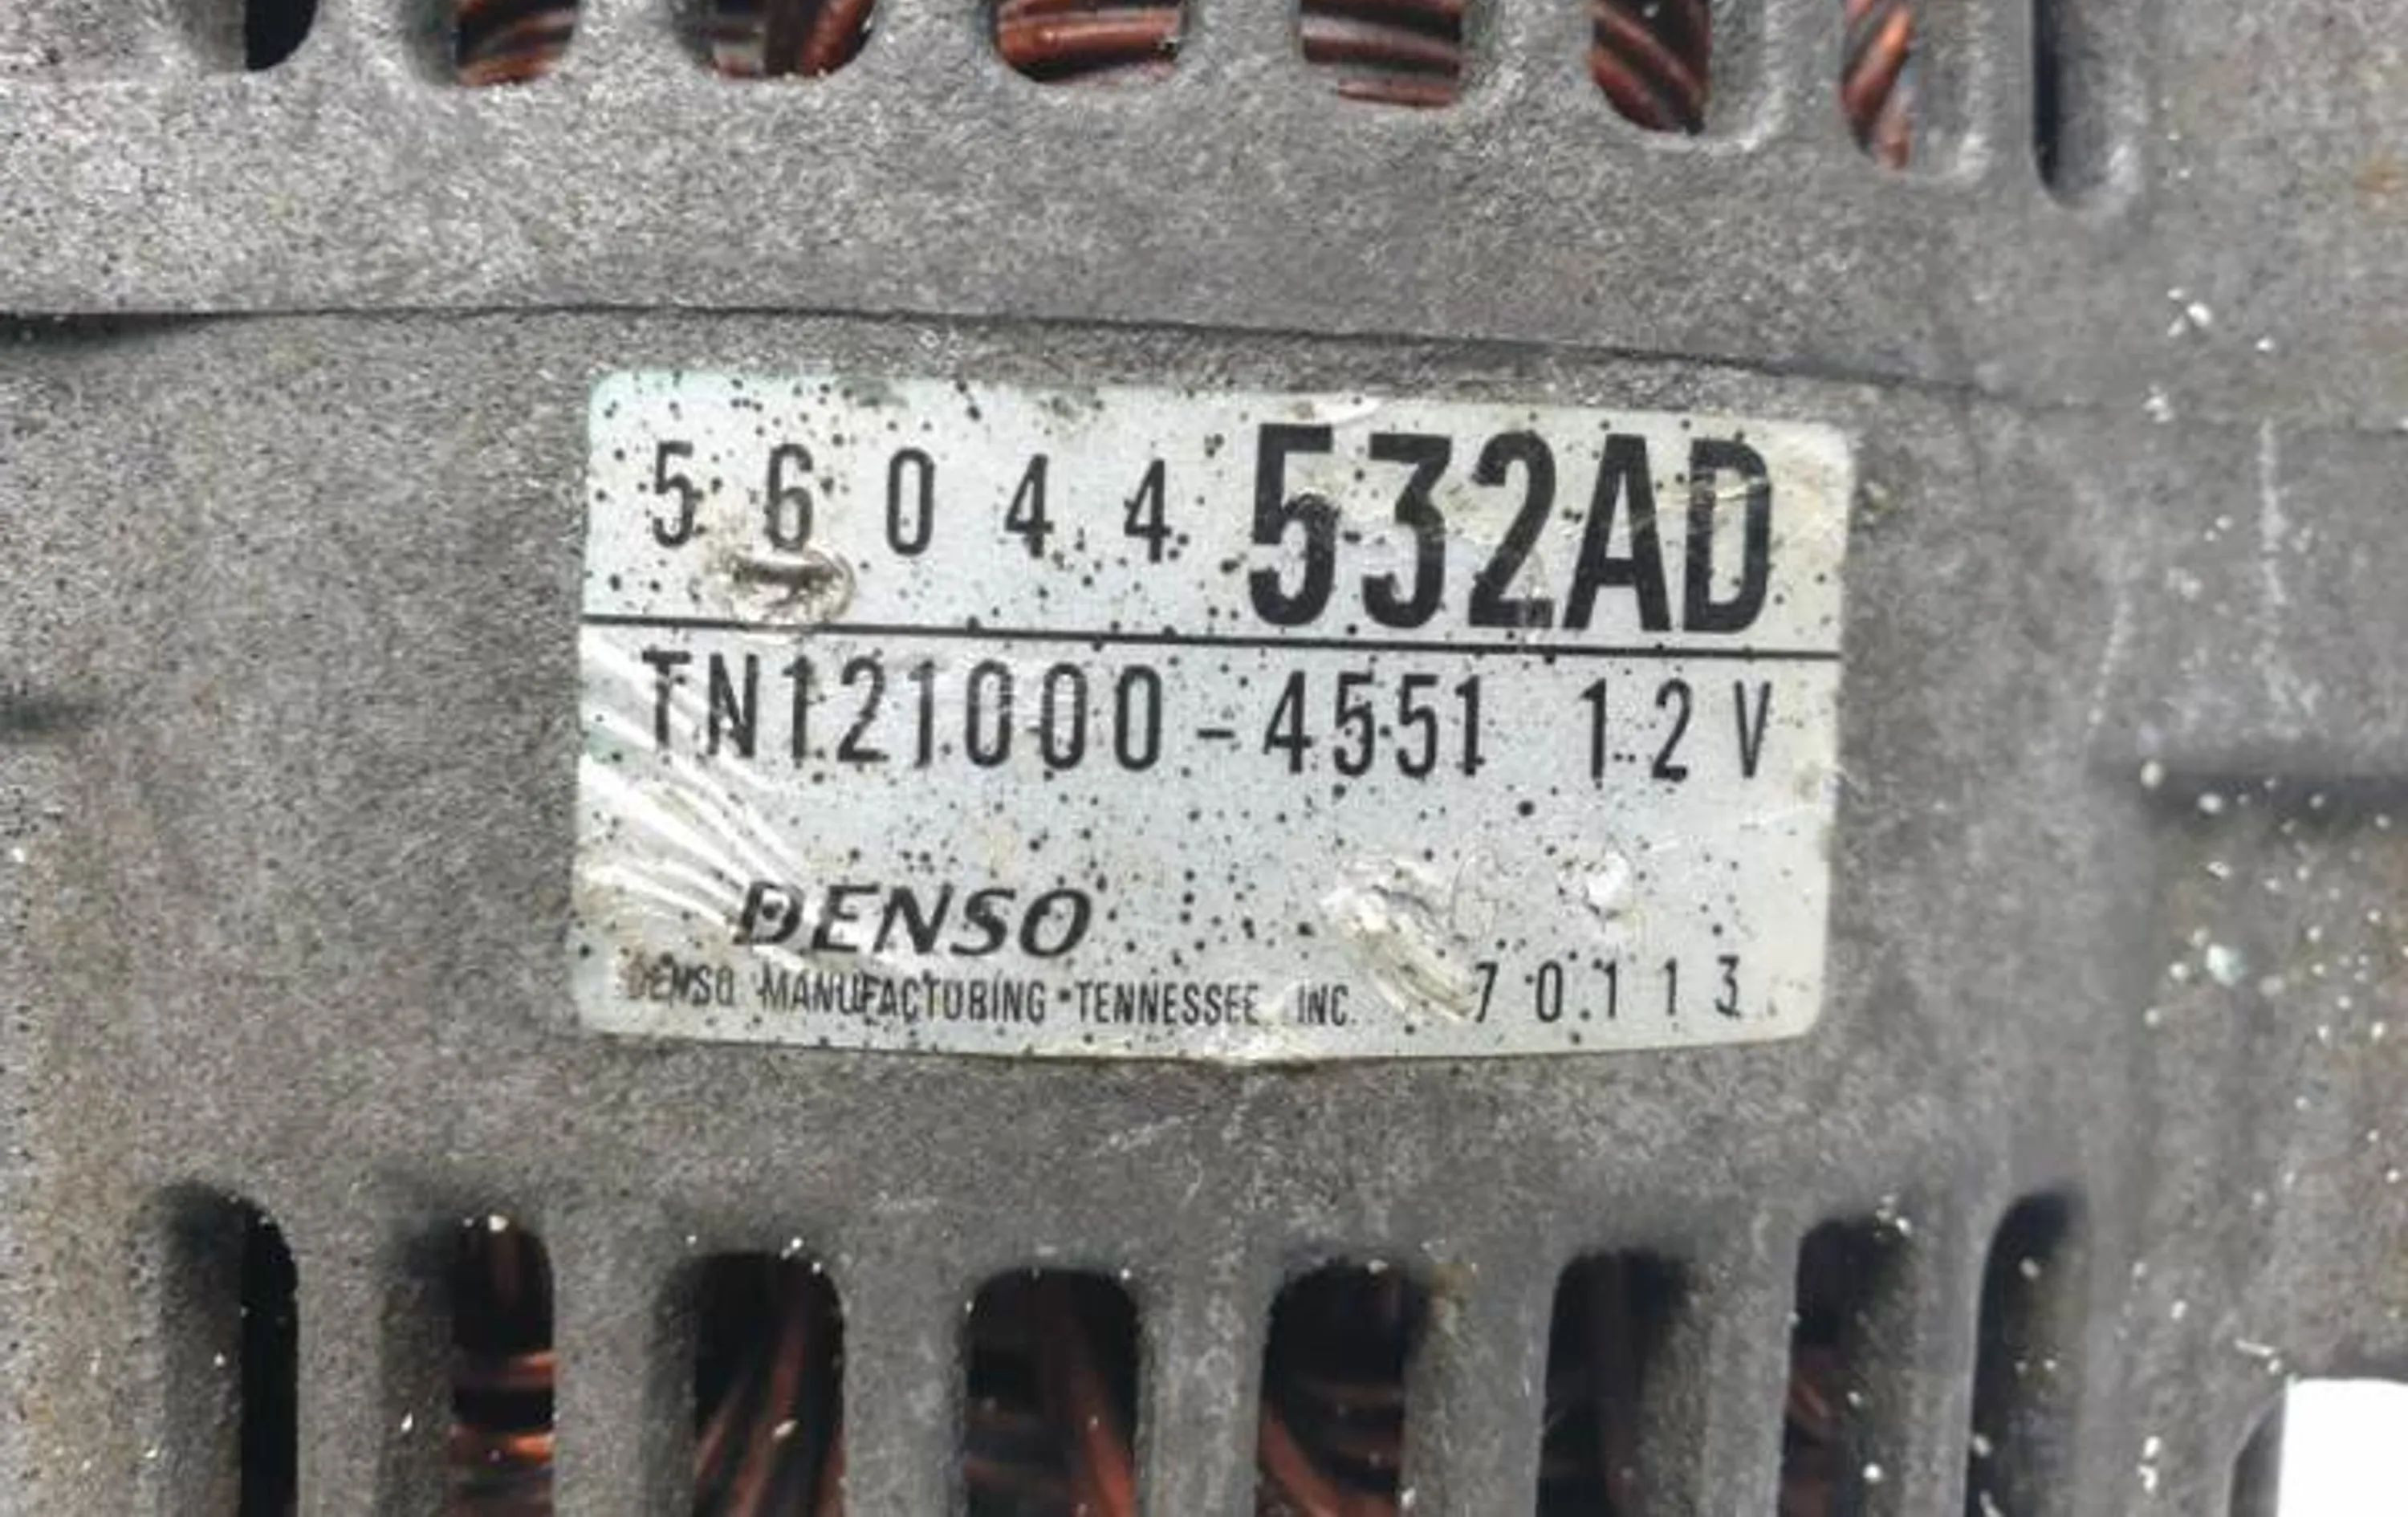 56044532AD
TN121000-4551 12V
DENSO
DENSO MANUFACTURING TENNESSEE, INC. 70113